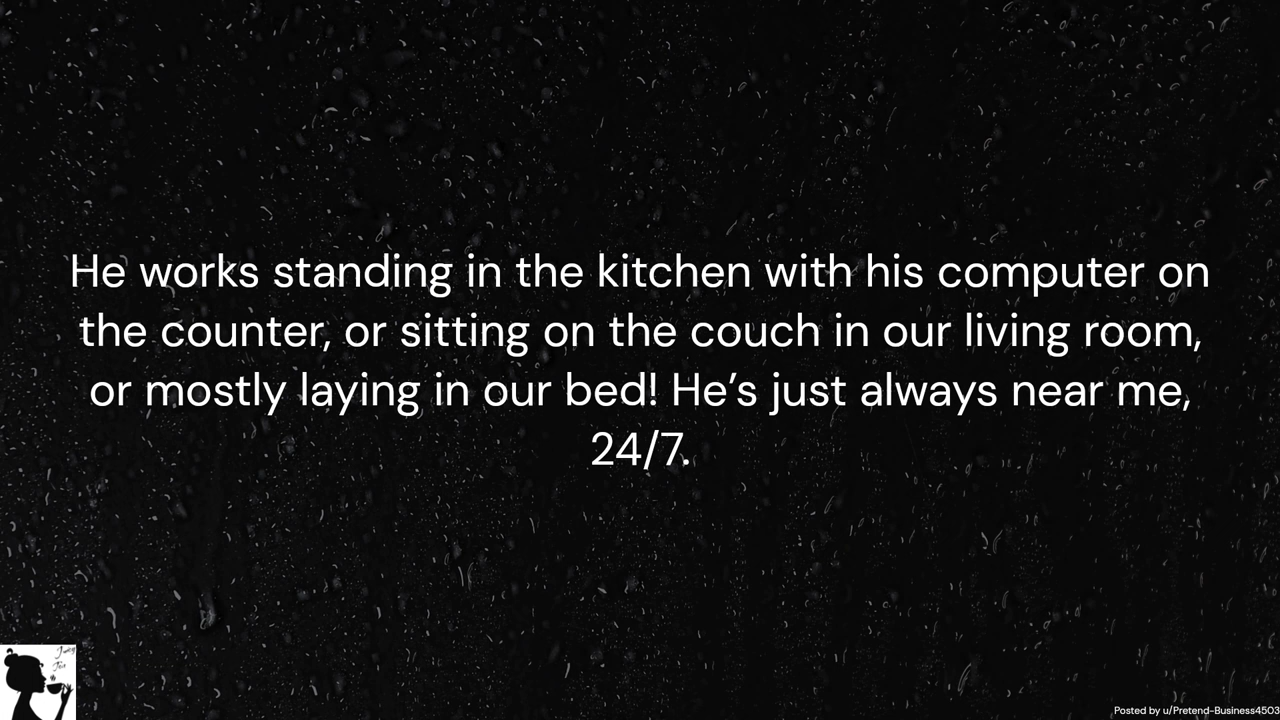 He works standing in the kitchen with his computer on
the counter, or sitting on the couch in our living room,
or mostly laying in our bed! He’s just always near me,
24/7.
Juicy
Tea
Posted by u/Pretend-Business4503